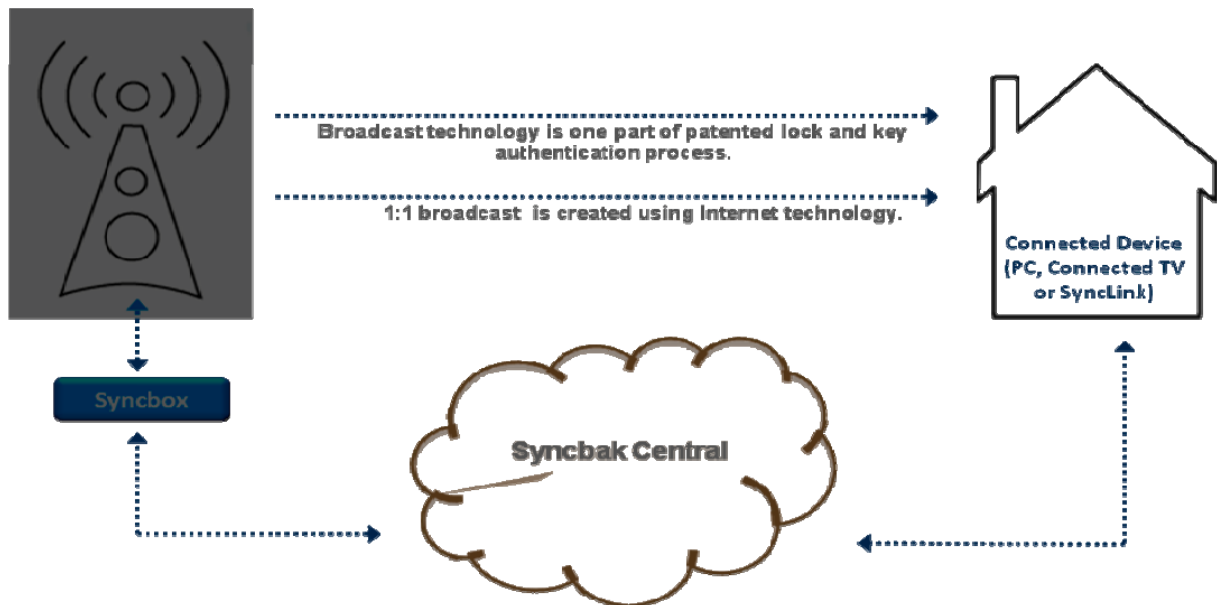 Broadcast technology is one part of patented lock and key
authentication process.
1:1 broadcast is created using Internet technology.
Connected Device
(PC, Connected TV
or SyncLink)
Syncbox
Syncbak Central